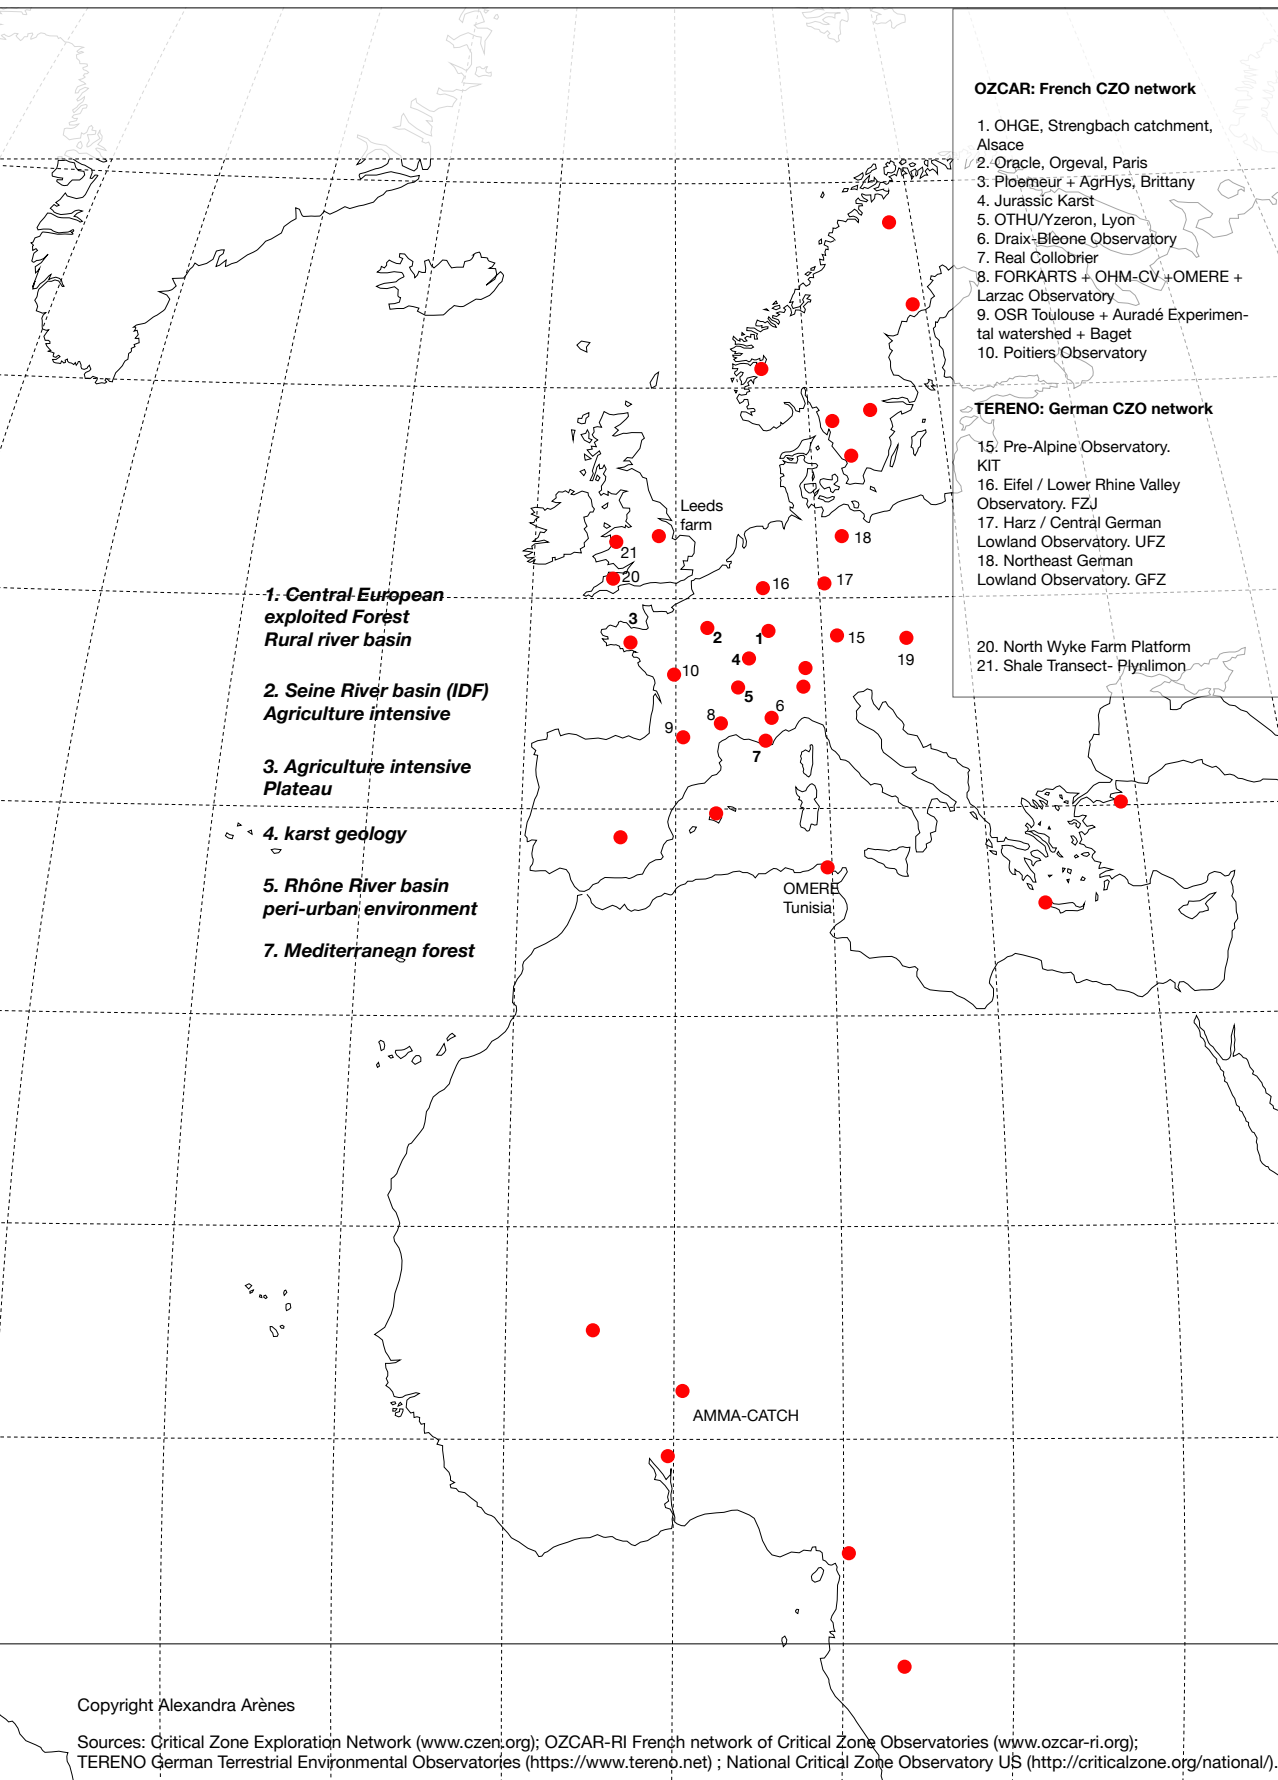 OZCAR: French CZO network
1. OHGE, Strengbach catchment,
Alsace
2. Oracle, Orgeval, Paris
3. Ploemeur + AgrHys, Brittany
4. Jurassic Karst
5. OTHU/Yzeron, Lyon
6. Draix-Bleone Observatory
7. Real Collobrier
8. FORKARTS + OHM-CV +OMERE +
Larzac Observatory
9. OSR Toulouse + Auradé Experimen-
tal watershed + Baget
10. Poitiers Observatory
TERENO: German CZO network
15. Pre-Alpine Observatory.
KIT
16. Eifel / Lower Rhine Valley
Observatory. FZJ
17. Harz / Central German
Lowland Observatory. UFZ
18. Northeast German
Lowland Observatory. GFZ
20. North Wyke Farm Platform
21. Shale Transect- Plynlimon
Leeds
farm
21
20
18
17
16
3
2
1
15
19
4
10
5
6
8
9
7
1. Central European
exploited Forest
Rural river basin
2. Seine River basin (IDF)
Agriculture intensive
3. Agriculture intensive
Plateau
4. karst geology
5. Rhône River basin
peri-urban environment
7. Mediterranean forest
OMERE
Tunisia
AMMA-CATCH
Copyright Alexandra Arènes
Sources: Critical Zone Exploration Network (www.czen.org); OZCAR-RI French network of Critical Zone Observatories (www.ozcar-ri.org);
TERENO German Terrestrial Environmental Observatories (https://www.tereno.net) ; National Critical Zone Observatory US (http://criticalzone.org/national/).